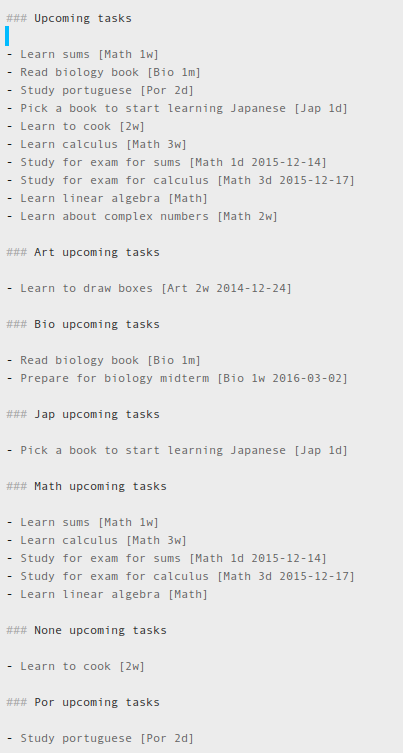 ### Upcoming tasks
- Learn sums [Math 1w]
- Read biology book [Bio 1m]
- Study portuguese [Por 2d]
- Pick a book to start learning Japanese [Jap 1d]
- Learn to cook [2w]
- Learn calculus [Math 3w]
- Study for exam for sums [Math 1d 2015-12-14]
- Study for exam for calculus [Math 3d 2015-12-17]
- Learn linear algebra [Math]
- Learn about complex numbers [Math 2w]
### Art upcoming tasks
- Learn to draw boxes [Art 2w 2014-12-24]
### Bio upcoming tasks
- Read biology book [Bio 1m]
- Prepare for biology midterm [Bio 1w 2016-03-02]
### Jap upcoming tasks
- Pick a book to start learning Japanese [Jap 1d]
### Math upcoming tasks
- Learn sums [Math 1w]
- Learn calculus [Math 3w]
- Study for exam for sums [Math 1d 2015-12-14]
- Study for exam for calculus [Math 3d 2015-12-17]
- Learn linear algebra [Math]
### None upcoming tasks
- Learn to cook [2w]
### Por upcoming tasks
- Study portuguese [Por 2d]